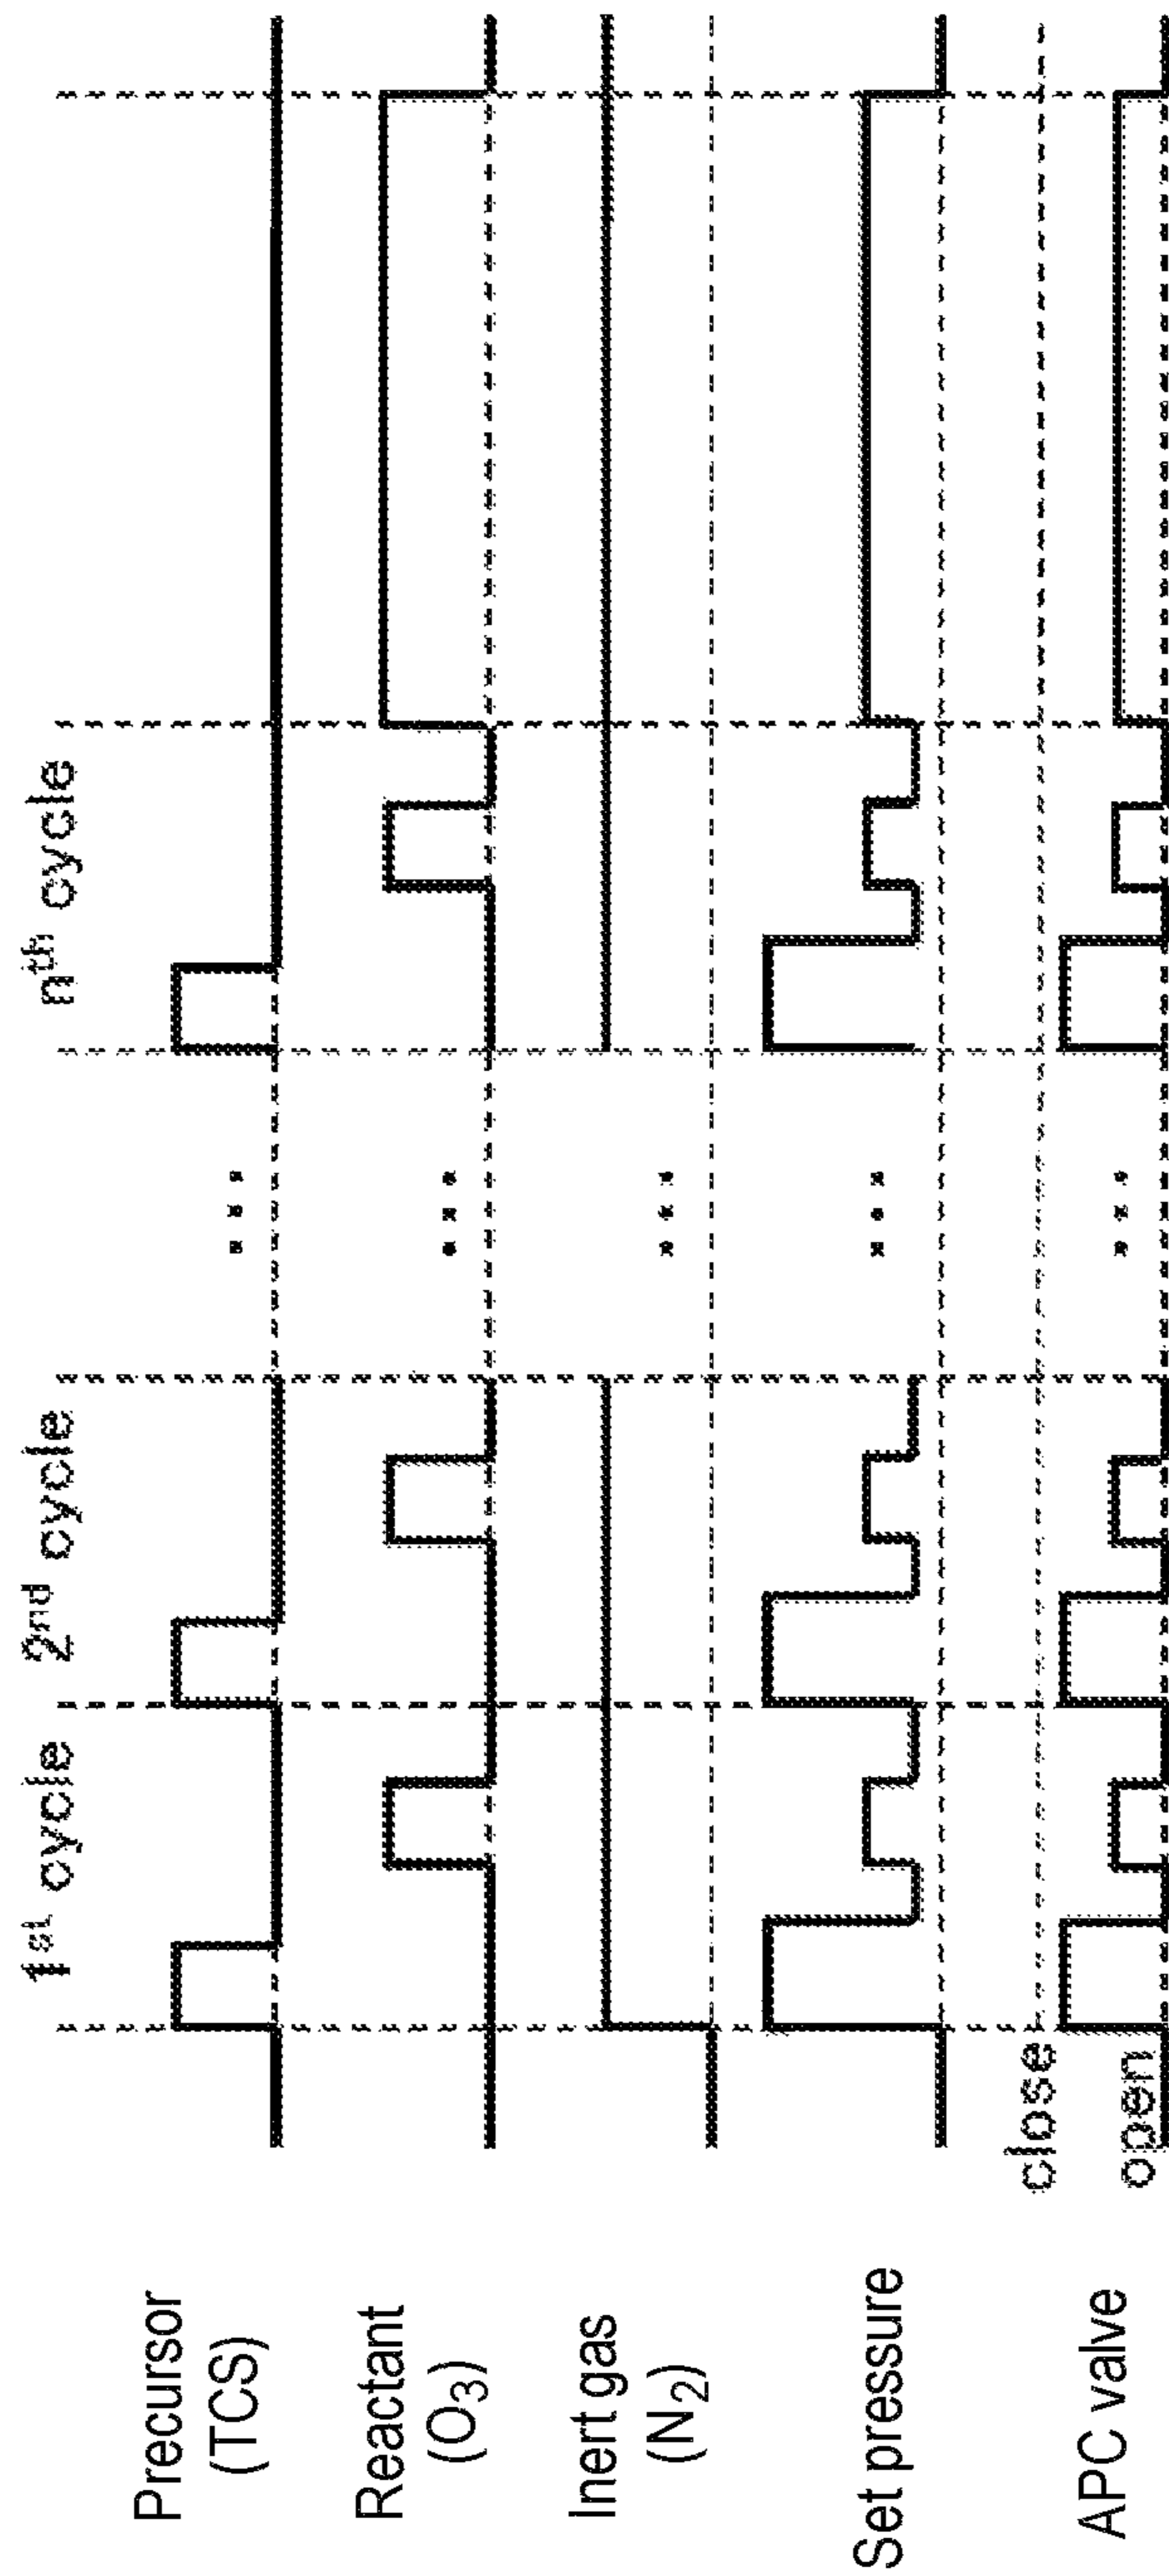 1st cycle 2nd cycle nth cycle
Precursor
(TCS)
Reactant
(O3)
Inert gas
(N2)
Set pressure
close
open
APC valve